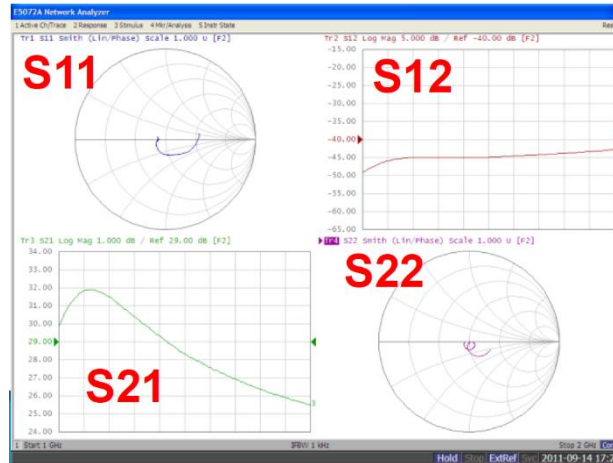 E5072A Network Analyzer
1 Active Ch/Trace 2 Response 3 Stimulus 4 Mkr/Analysis 5 Instr State
Tr1 S11 Smith (Lin/Phase) Scale 1.000 U [F2]
S11
Tr2 S12 Log Mag 5.000 dB / Ref -40.00 dB [F2]
S12
-15.00
-20.00
-25.00
-30.00
-35.00
-40.00
-45.00
-50.00
-55.00
-60.00
-65.00
Tr3 S21 Log Mag 1.000 dB / Ref 29.00 dB [F2]
34.00
33.00
32.00
31.00
30.00
29.00
28.00
27.00
26.00
25.00
24.00
S21
Tr4 S22 Smith (Lin/Phase) Scale 1.000 U [F2]
S22
1 Start 1 GHz IFBW 1 kHz Stop 2 GHz
Hold Stop ExtRef Svc 2011-09-14 17:2